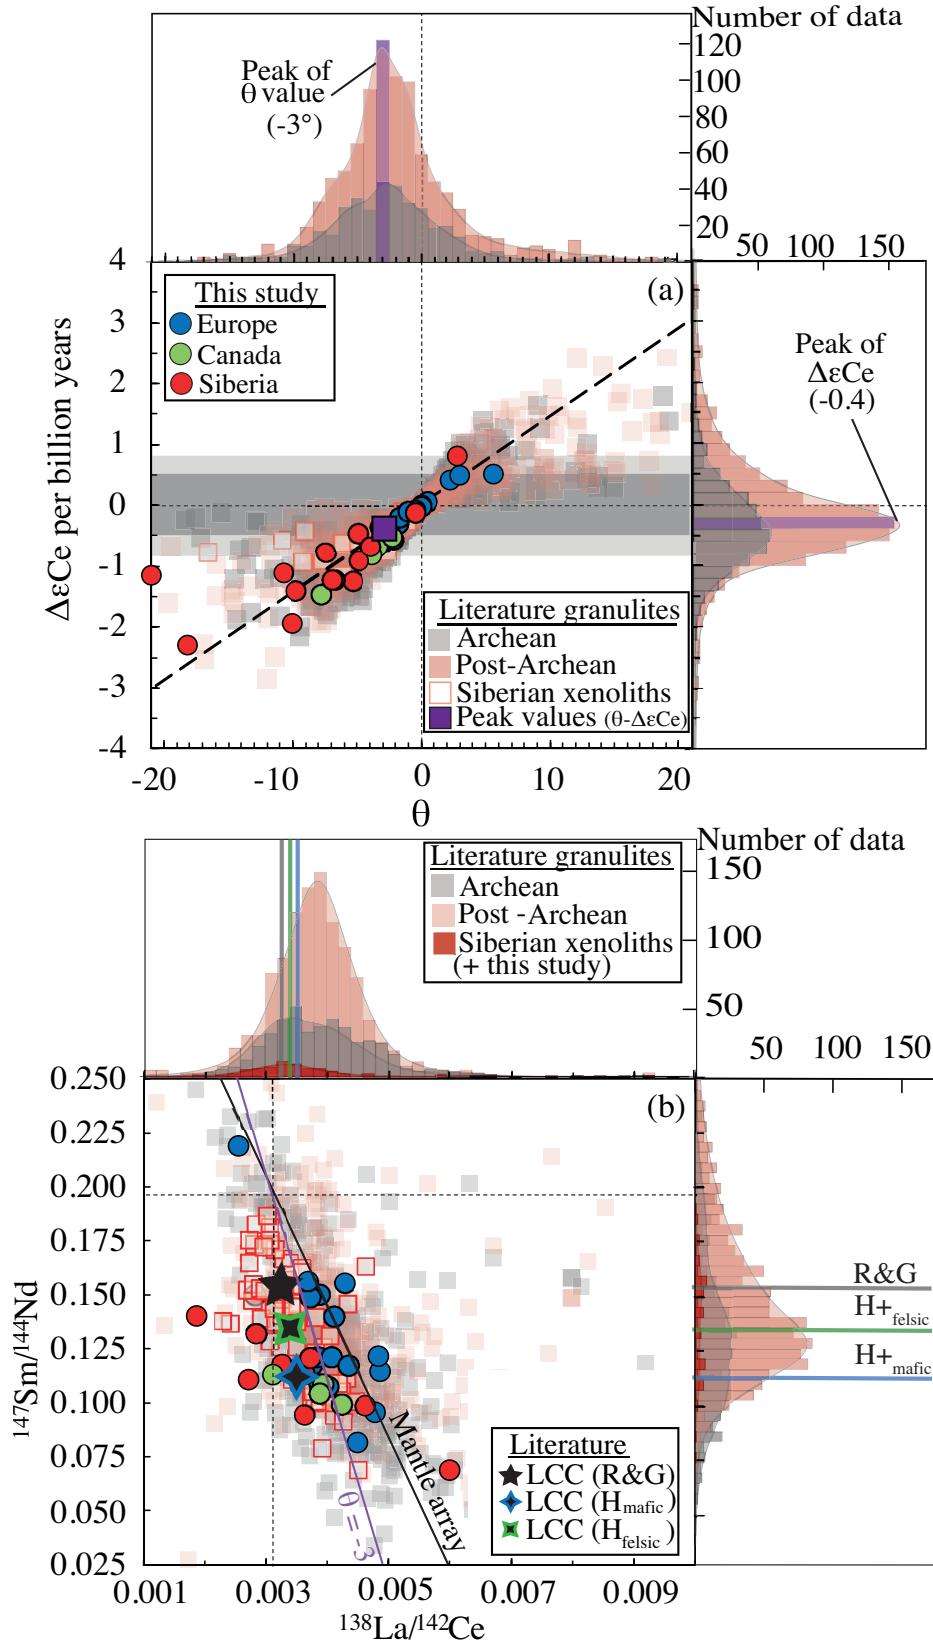 Number of data
120
100
80
60
40
20
Peak of
θ value
(-3°)
50 100 150
4
3
2
1
0
-1
-2
-3
-4
ΔεCe per billion years
(a)
This study
Europe
Canada
Siberia
Peak of
ΔεCe
(-0.4)
Literature granulites
Archean
Post-Archean
Siberian xenoliths
Peak values (θ-ΔεCe)
-20 -10 0 10 20
θ
Number of data
150
100
50
Literature granulites
Archean
Post -Archean
Siberian xenoliths
(+ this study)
50 100 150
0.250
0.225
0.200
0.175
0.150
0.125
0.100
0.075
0.050
0.025
¹⁴⁷Sm/¹⁴⁴Nd
(b)
R&G
H+felsic
H+mafic
Mantle array
θ = -3
Literature
LCC (R&G)
LCC (Hmafic)
LCC (Hfelsic)
0.001 0.003 0.005 0.007 0.009
¹³⁸La/¹⁴²Ce